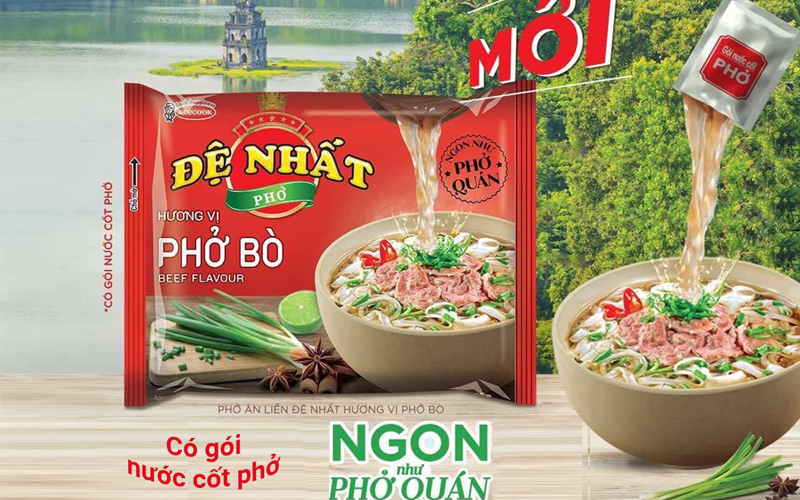 MỚI
Gói nước cốt
PHỞ
ACECOOK
ĐỆ NHẤT
PHỞ
NGON NHƯ
PHỞ
QUÁN
HƯƠNG VỊ
PHỞ BÒ
BEEF FLAVOUR
*CÓ GÓI NƯỚC CỐT PHỞ
PHỞ ĂN LIỀN ĐỆ NHẤT HƯƠNG VỊ PHỞ BÒ
Có gói
nước cốt phở
NGON
như
PHỞ QUÁN